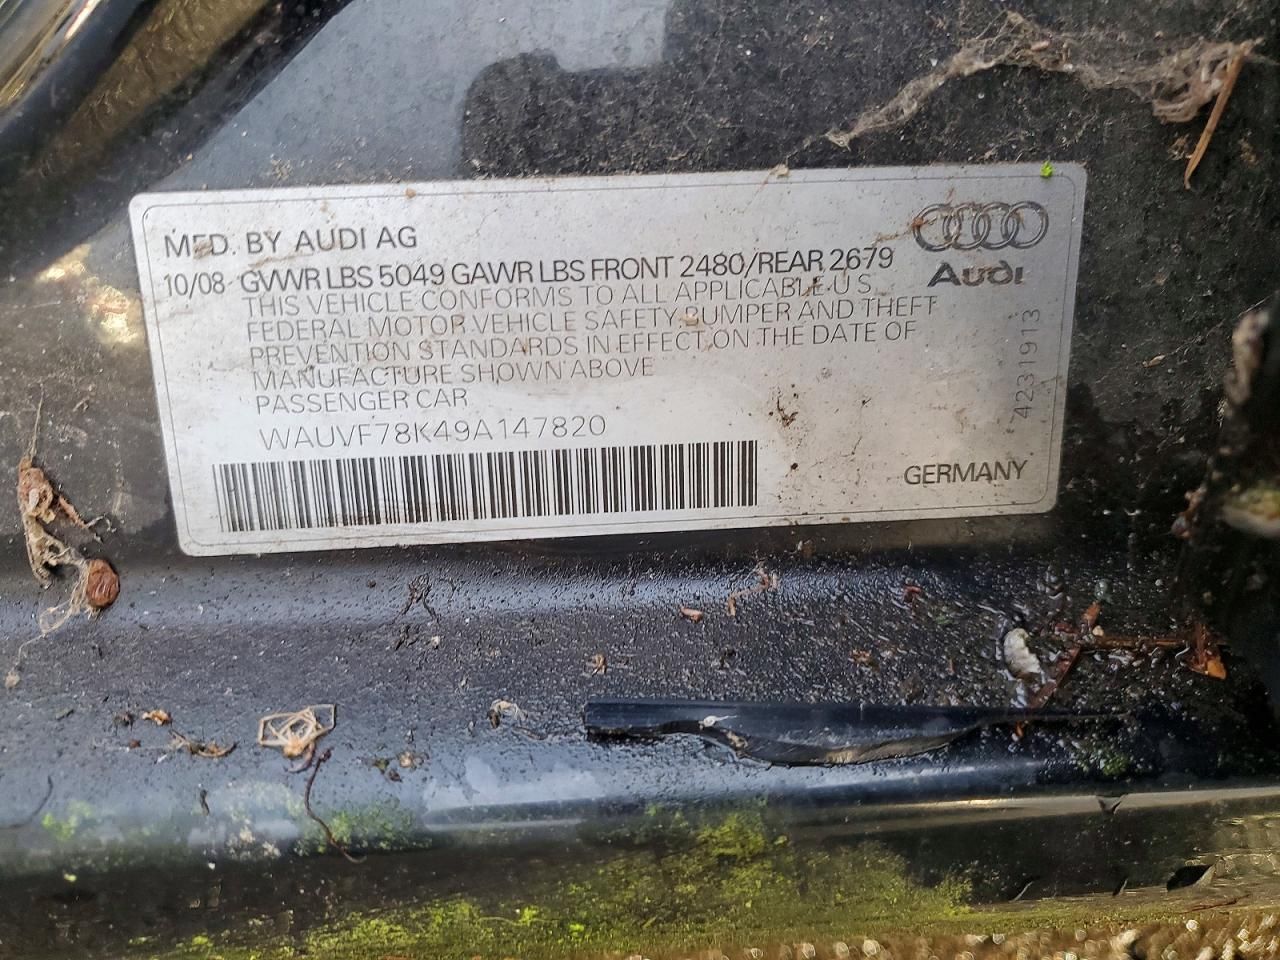 MFD. BY AUDI AG
10/08 GVWR LBS 5049 GAWR LBS FRONT 2480/REAR 2679
THIS VEHICLE CONFORMS TO ALL APPLICABLE U.S.
FEDERAL MOTOR VEHICLE SAFETY,BUMPER AND THEFT
PREVENTION STANDARDS IN EFFECT ON THE DATE OF
MANUFACTURE SHOWN ABOVE
PASSENGER CAR
WAUVF78K49A147820
Audi
4231913
GERMANY